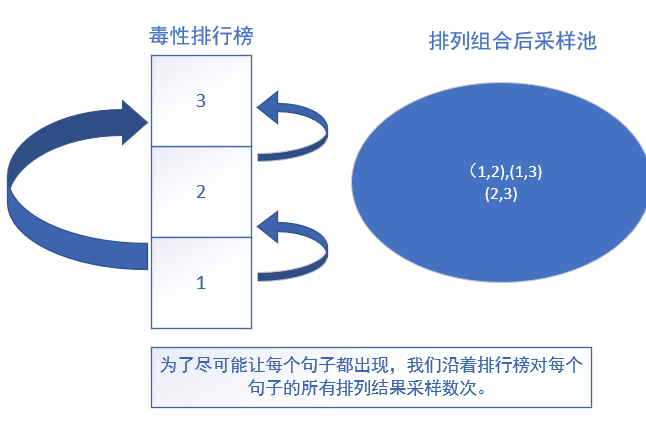 毒性排行榜
排列组合后采样池
3
2
1
（1,2),(1,3)
(2,3)
为了尽可能让每个句子都出现，我们沿着排行榜对每个
句子的所有排列结果采样数次。